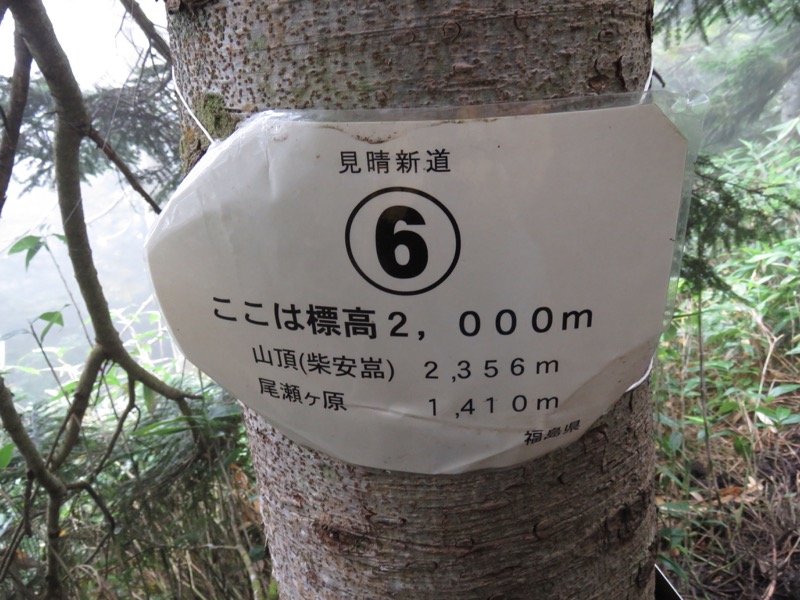 見晴新道
⑥
ここは標高2,000m
山頂(柴安嵓) 2,356m
尾瀬ヶ原 1,410m
福島県